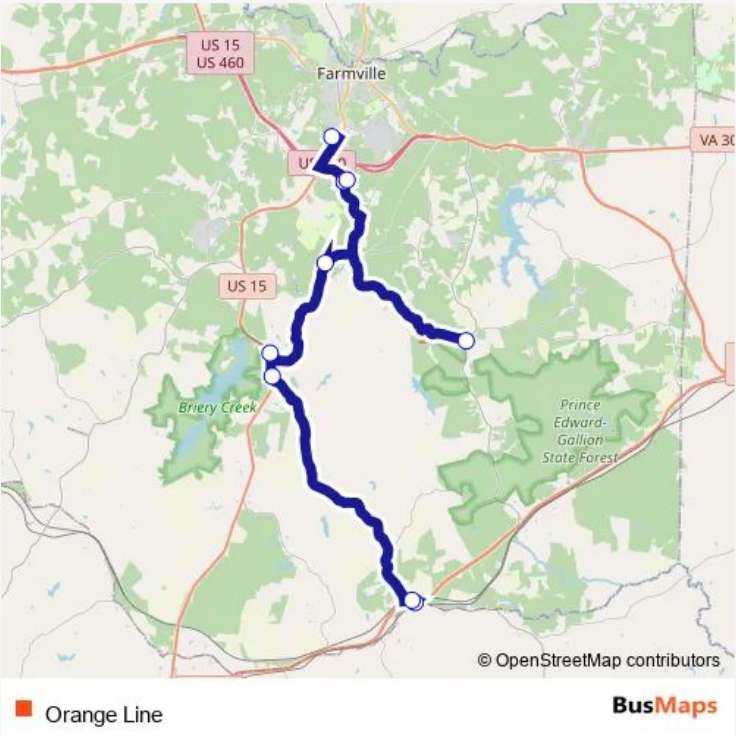 US 15
US 460
Farmville
VA 30
US 15
Briery Creek
Prince
Edward-
Gallion
State Forest
© OpenStreetMap contributors
Orange Line
BusMaps